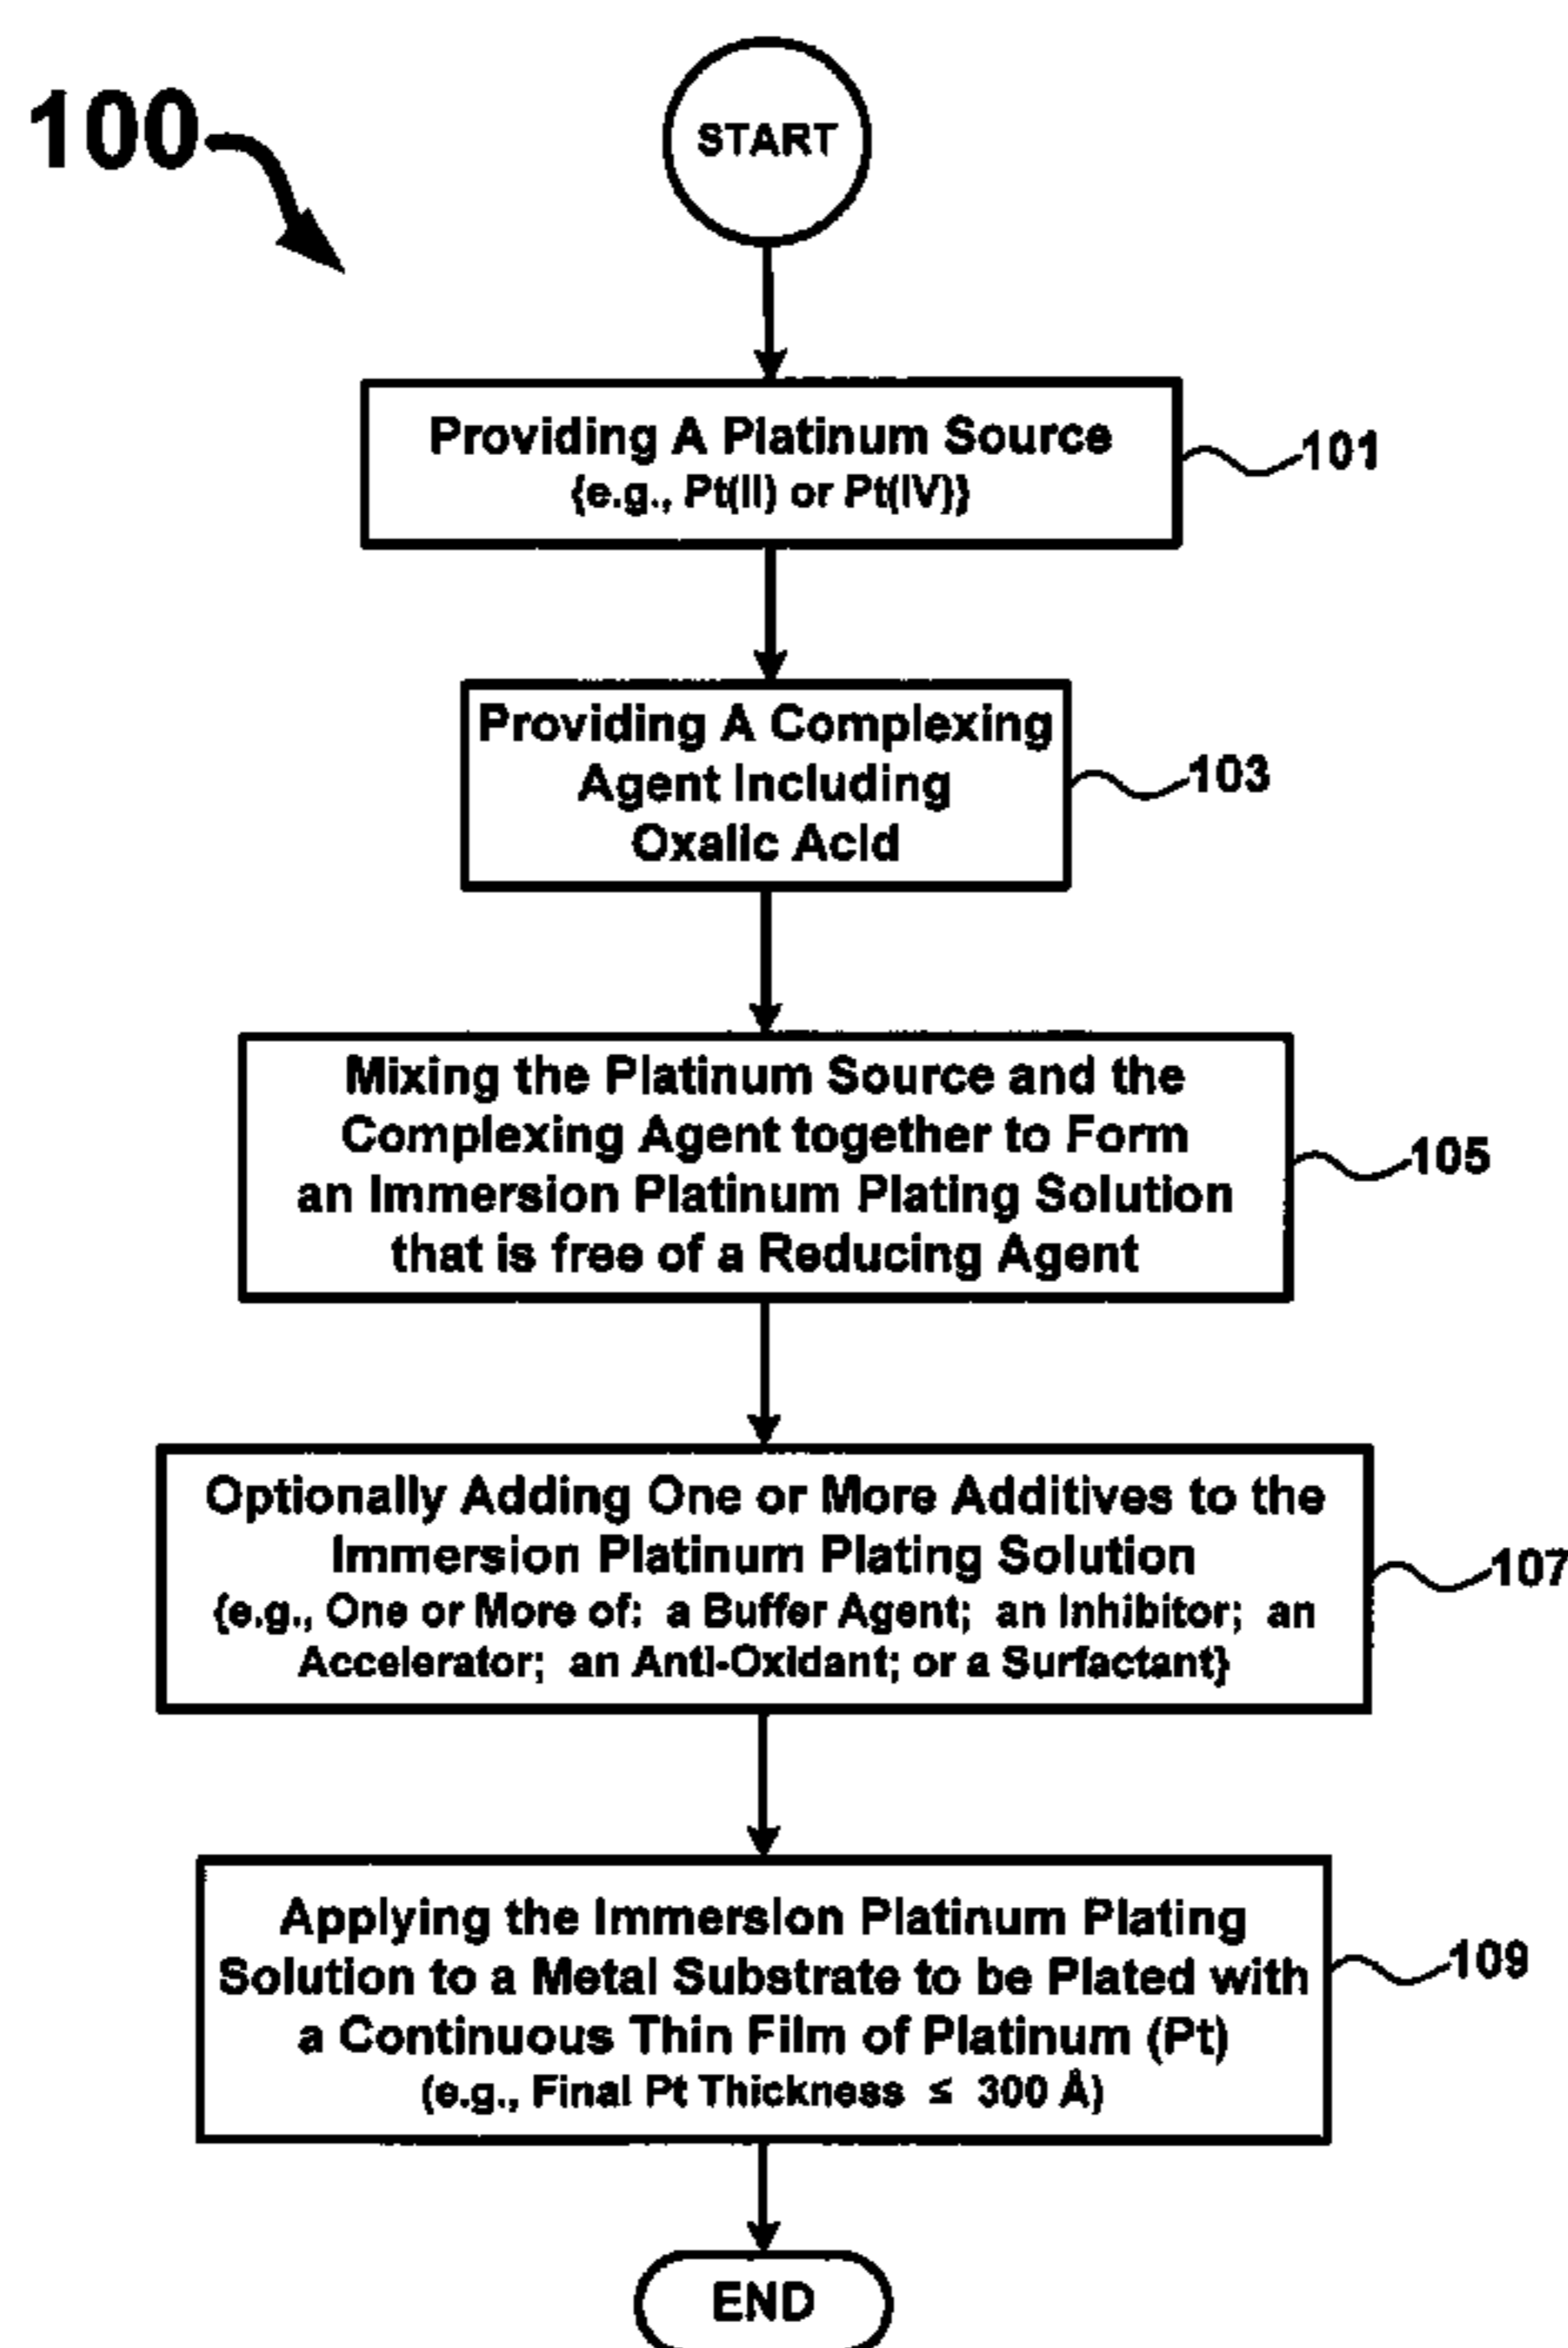 100
START
Providing A Platinum Source
{e.g., Pt(II) or Pt(IV)}
101
Providing A Complexing
Agent Including
Oxalic Acid
103
Mixing the Platinum Source and the
Complexing Agent together to Form
an Immersion Platinum Plating Solution
that is free of a Reducing Agent
105
Optionally Adding One or More Additives to the
Immersion Platinum Plating Solution
{e.g., One or More of: a Buffer Agent; an Inhibitor; an
Accelerator; an Anti-Oxidant; or a Surfactant}
107
Applying the Immersion Platinum Plating
Solution to a Metal Substrate to be Plated with
a Continuous Thin Film of Platinum (Pt)
(e.g., Final Pt Thickness ≤ 300 Å)
109
END